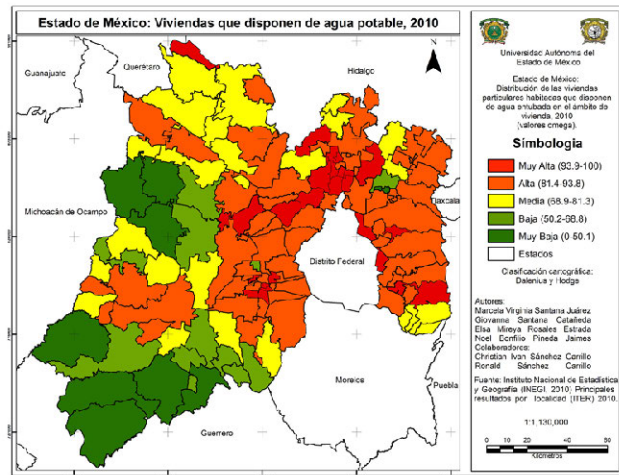 Estado de México: Viviendas que disponen de agua potable, 2010
Guanajuato
Querétaro
Hidalgo
Michoacán de Ocampo
Tlaxcala
Distrito Federal
Morelos
Puebla
Guerrero
Universidad Autónoma del
Estado de México
Estado de México:
Distribución de las viviendas
particulares habitadas que disponen
de agua entubada en el ámbito de
vivienda, 2010
(valores omega).
Símbología
Muy Alta (93.9-100)
Alta (81.4-93.8)
Media (68.9-81.3)
Baja (50.2-68.8)
Muy Baja (0-50.1)
Estados
Clasificación cartográfica:
Dalenius y Hodge
Autores:
Marcela Virginia Santana Juárez
Giovanna Santana Castañeda
Elsa Mireya Rosales Estrada
Noel Bonfilio Pineda Jaimes
Colaboradores:
Christian Ivan Sánchez Carrillo
Ronald Sánchez Carrillo
Fuente: Instituto Nacional de Estadística
y Geografía (INEGI, 2010) Principales
resultados por localidad (ITER) 2010.
1:1,130,000
0 10 20 30 40 50
Kilómetros